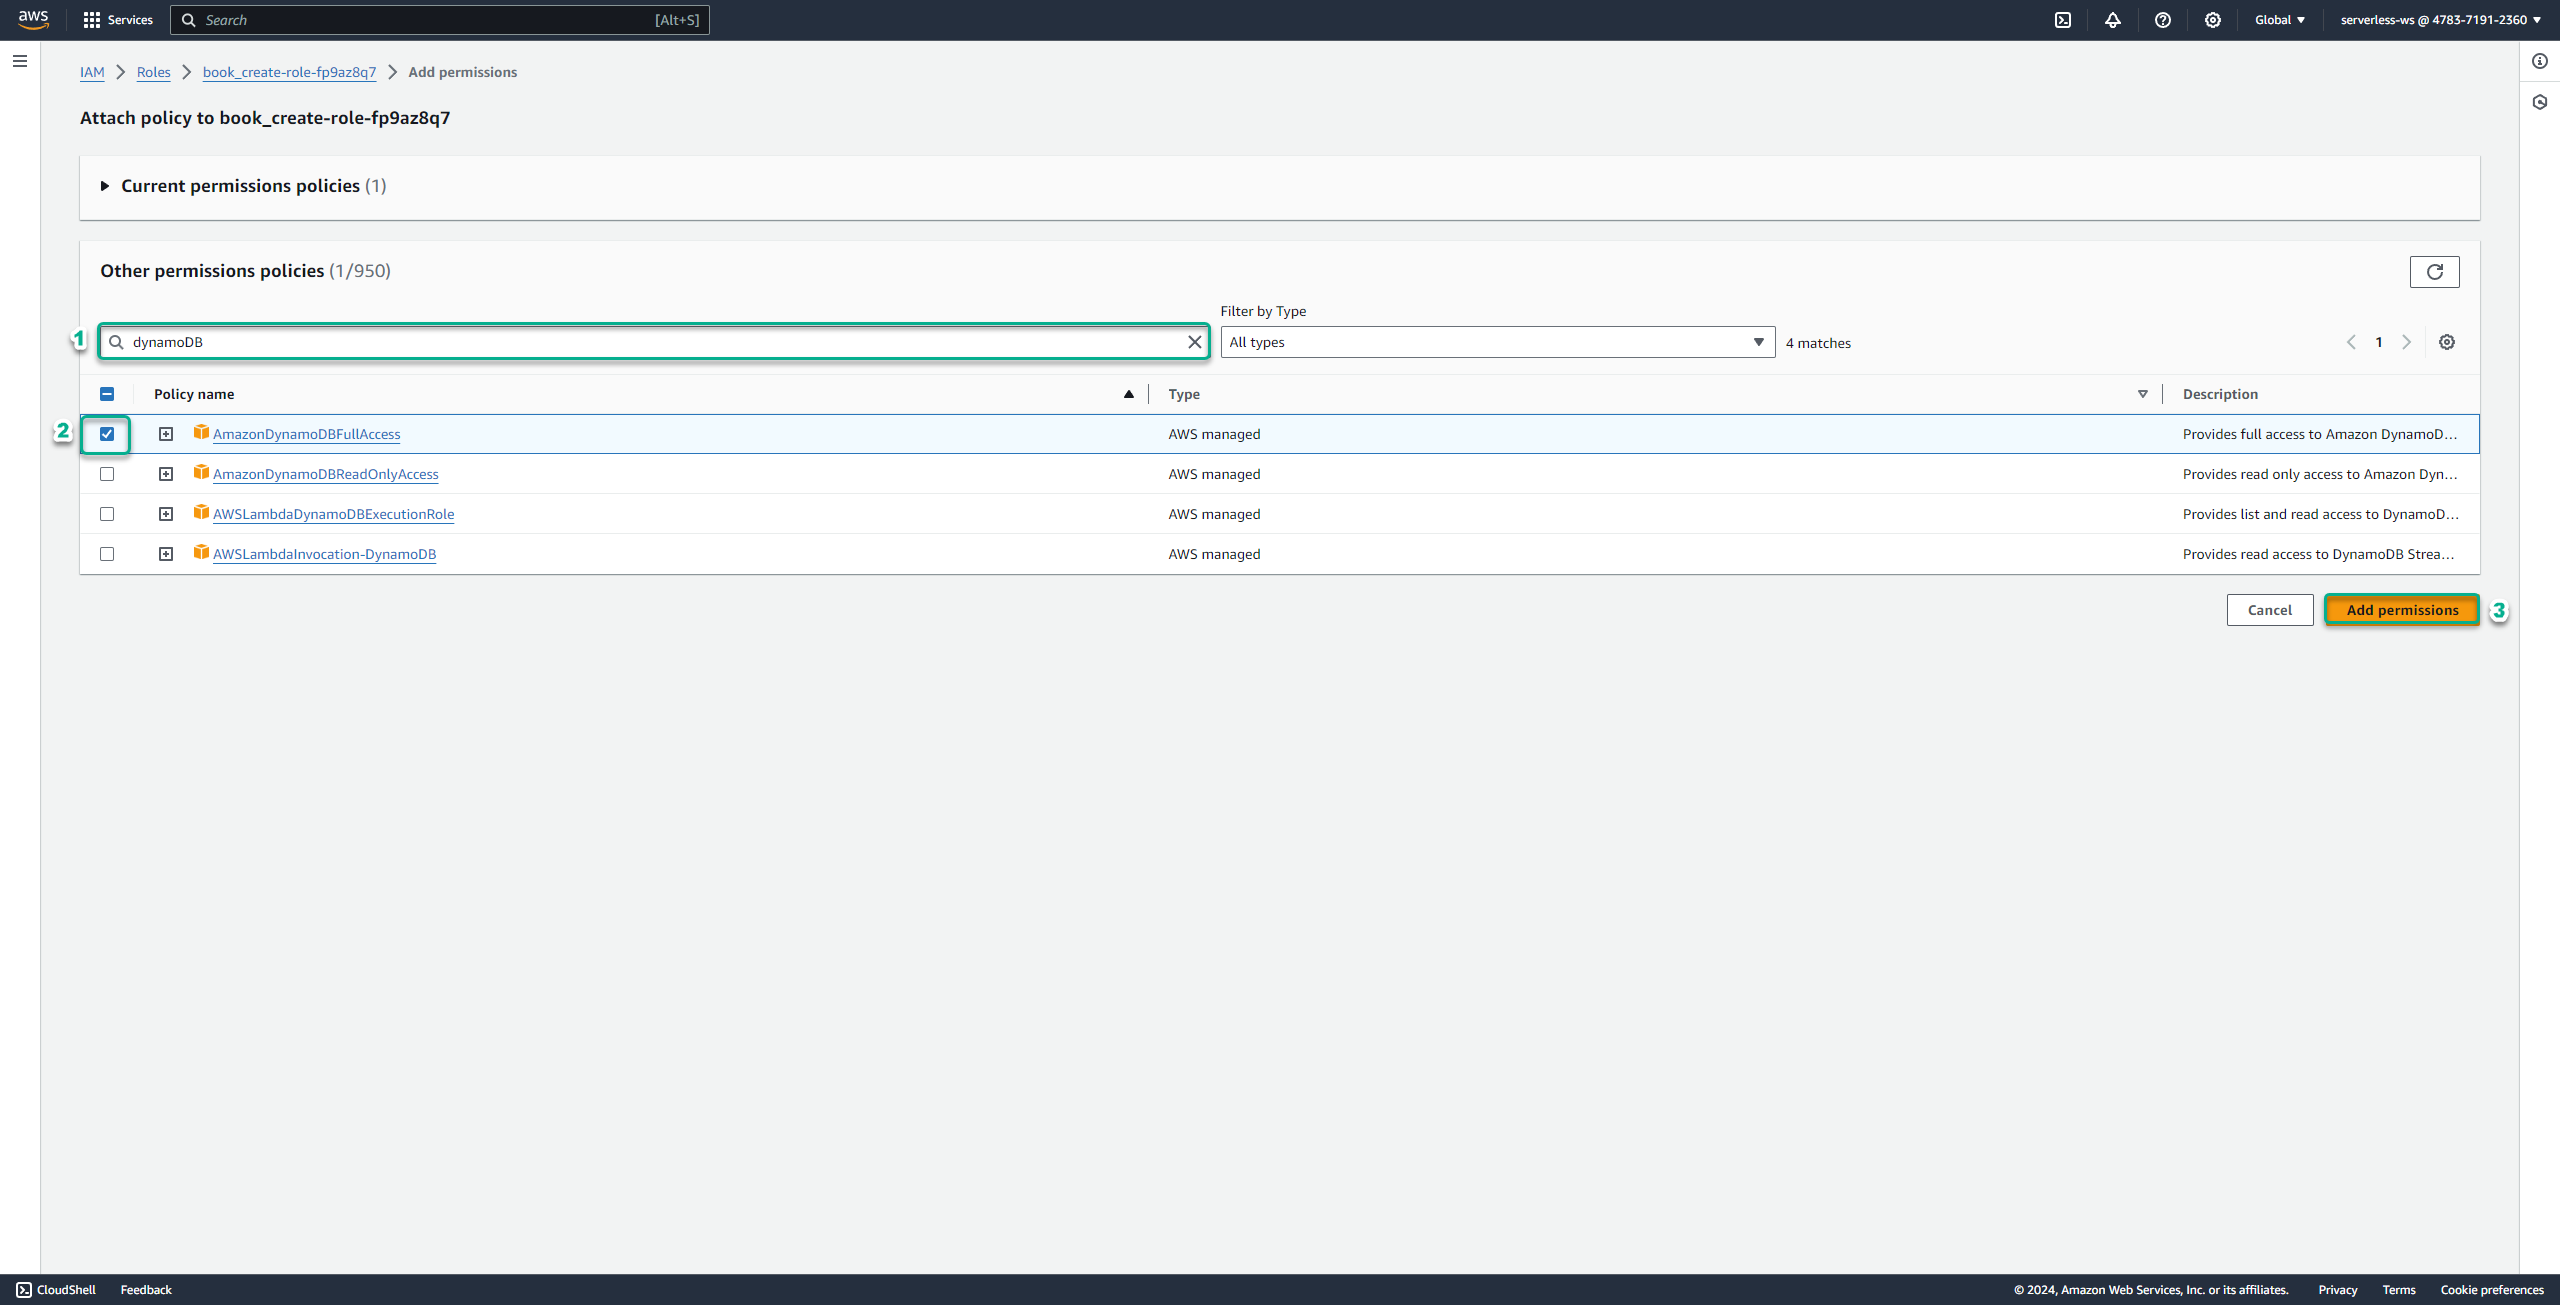 aws Services Search [Alt+S] Global serverless-ws @ 4783-7191-2360
IAM Roles book_create-role-fp9az8q7 Add permissions
Attach policy to book_create-role-fp9az8q7
Current permissions policies (1)
Other permissions policies (1/950)
Filter by Type
1 dynamoDB All types 4 matches 1
Policy name Type Description
2 AmazonDynamoDBFullAccess AWS managed Provides full access to Amazon DynamoD...
AmazonDynamoDBReadOnlyAccess AWS managed Provides read only access to Amazon Dyn...
AWSLambdaDynamoDBExecutionRole AWS managed Provides list and read access to DynamoD...
AWSLambdaInvocation-DynamoDB AWS managed Provides read access to DynamoDB Strea...
Cancel Add permissions 3
CloudShell Feedback © 2024, Amazon Web Services, Inc. or its affiliates. Privacy Terms Cookie preferences